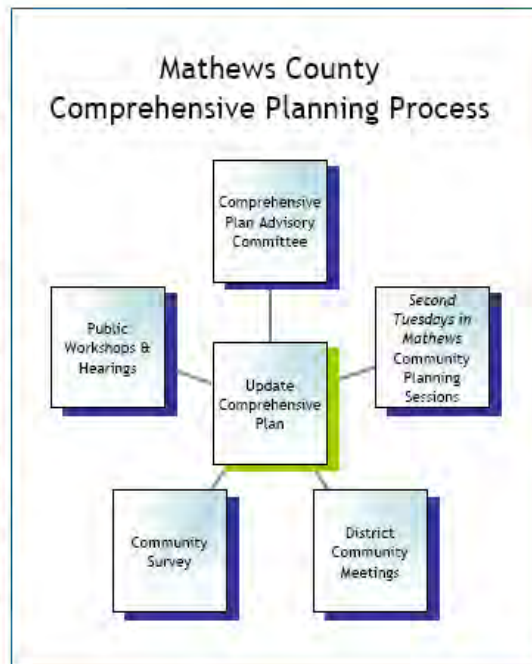 Mathews County
Comprehensive Planning Process
Comprehensive
Plan Advisory
Committee
Public
Workshops &
Hearings
Second
Tuesdays in
Mathews
Community
Planning
Sessions
Update
Comprehensive
Plan
Community
Survey
District
Community
Meetings